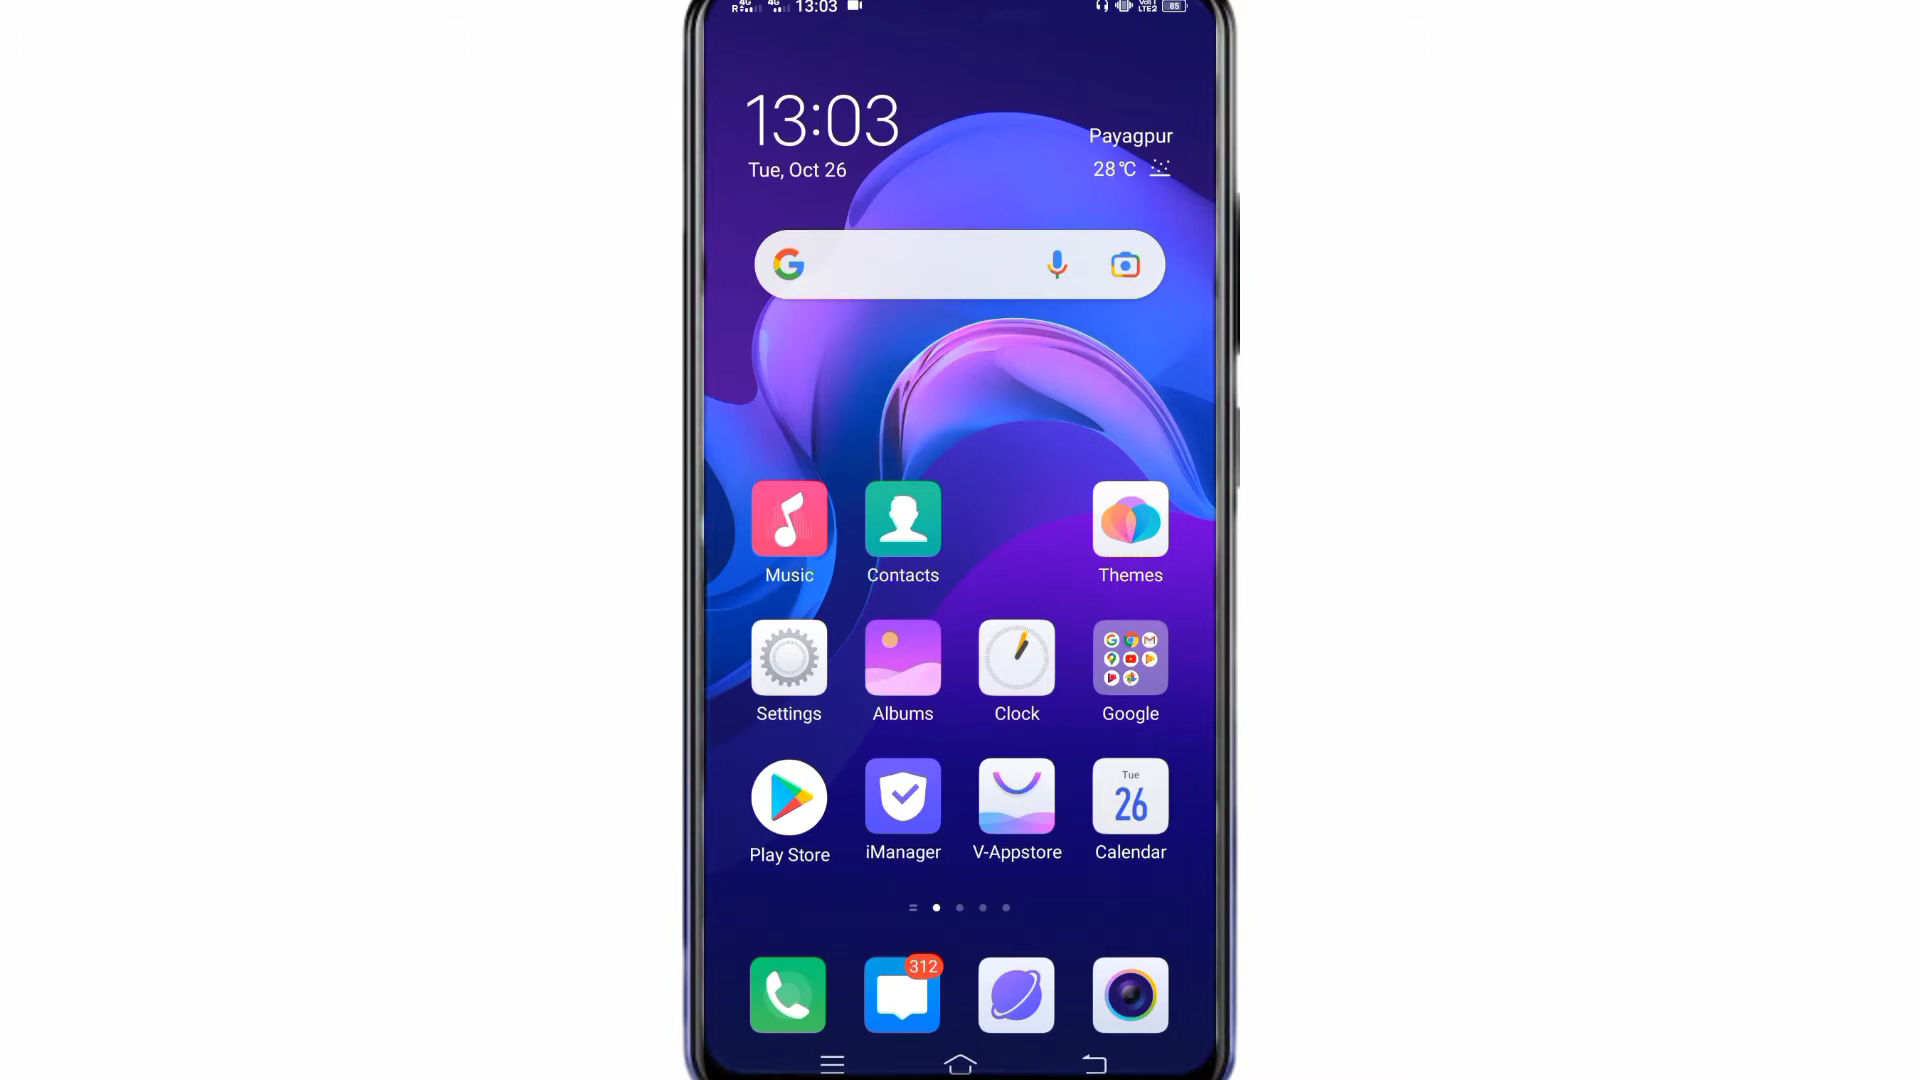 13:03
85
13:03
Tue, Oct 26
Payagpur
28°C
Music
Contacts
Themes
Settings
Albums
Clock
Google
Tue
26
Play Store
iManager
V-Appstore
Calendar
312